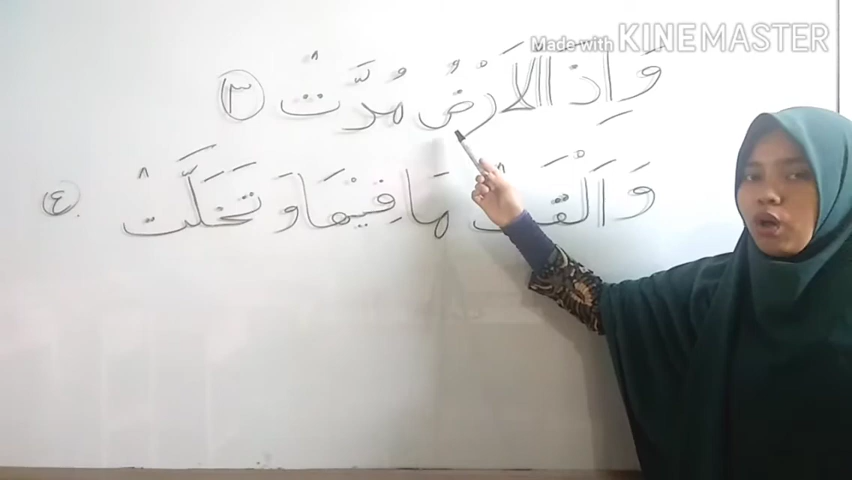 Made with KINEMASTER
وَإِذَا الْاَرْضُ مُدَّتْ ٣
وَاَلْقَتْ مَا فِيْهَا وَتَخَلَّتْ ٤